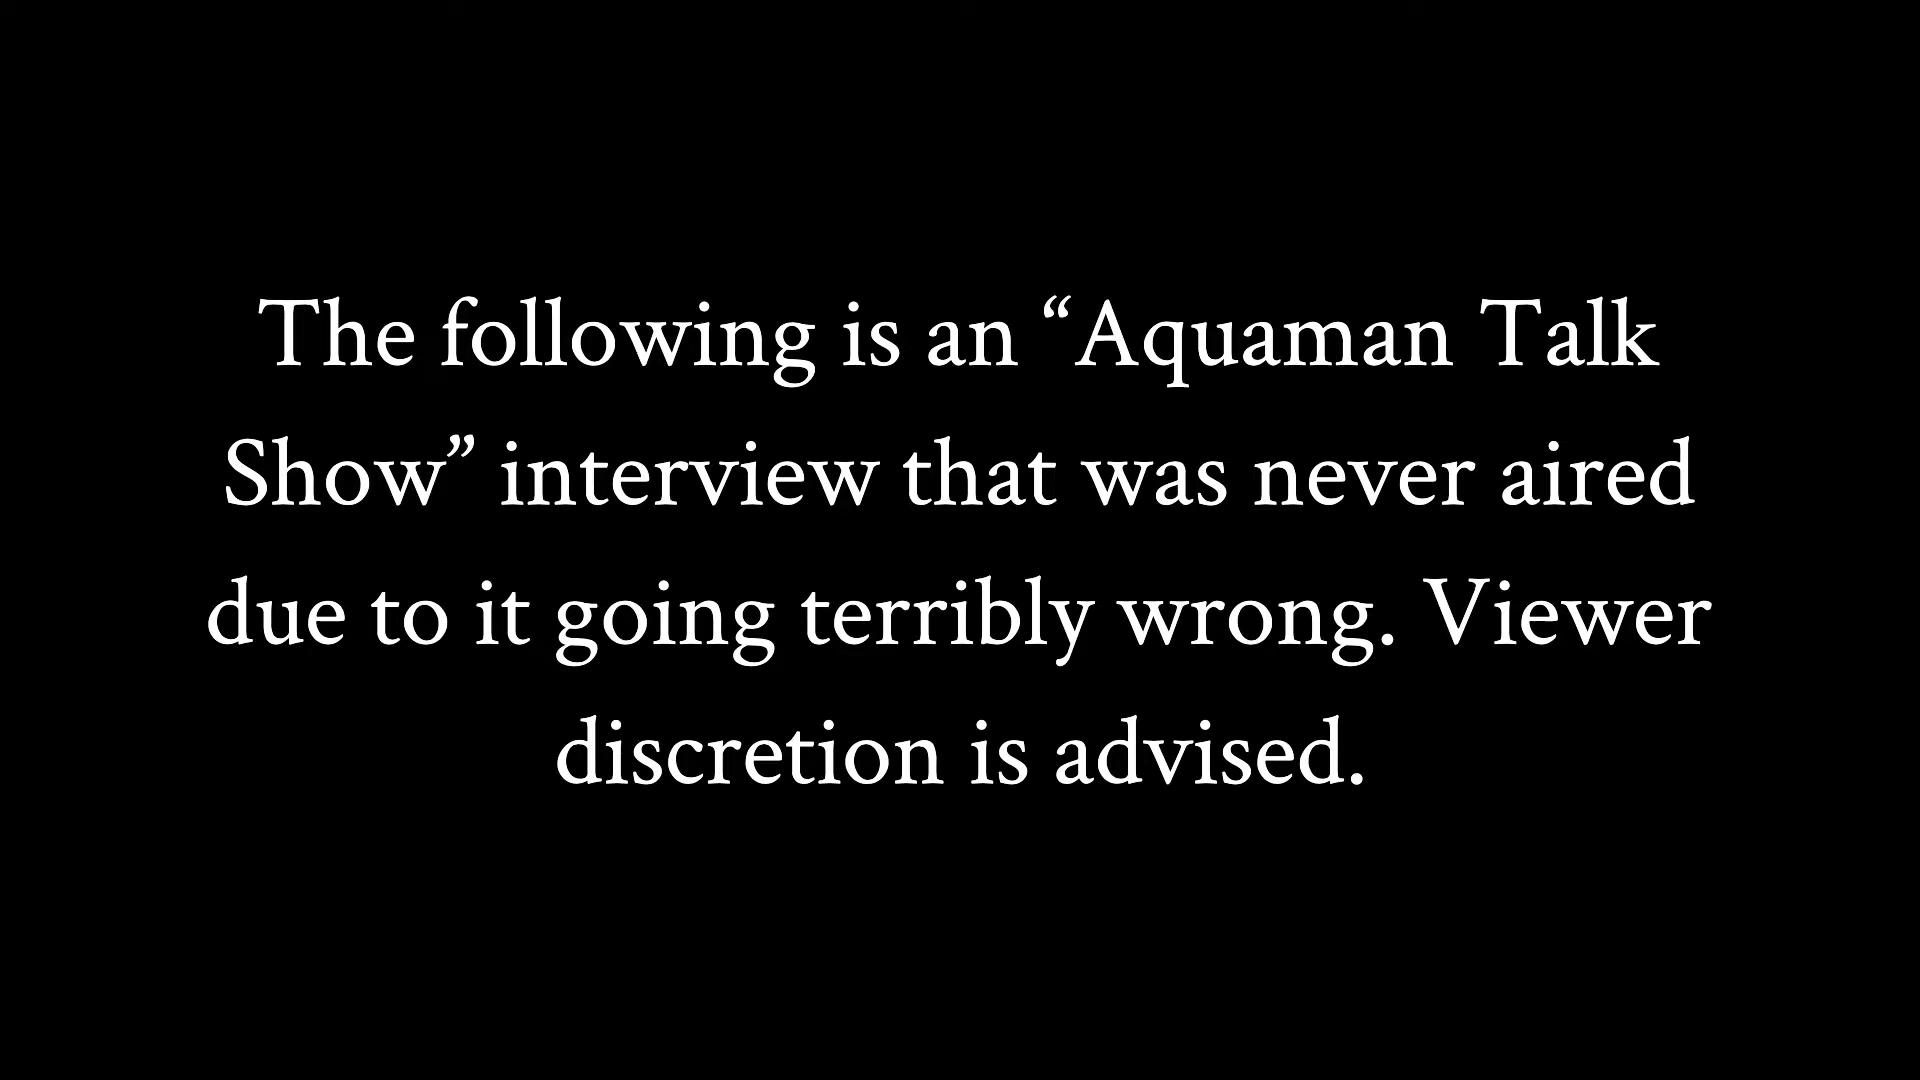 The following is an “Aquaman Talk
Show” interview that was never aired
due to it going terribly wrong. Viewer
discretion is advised.